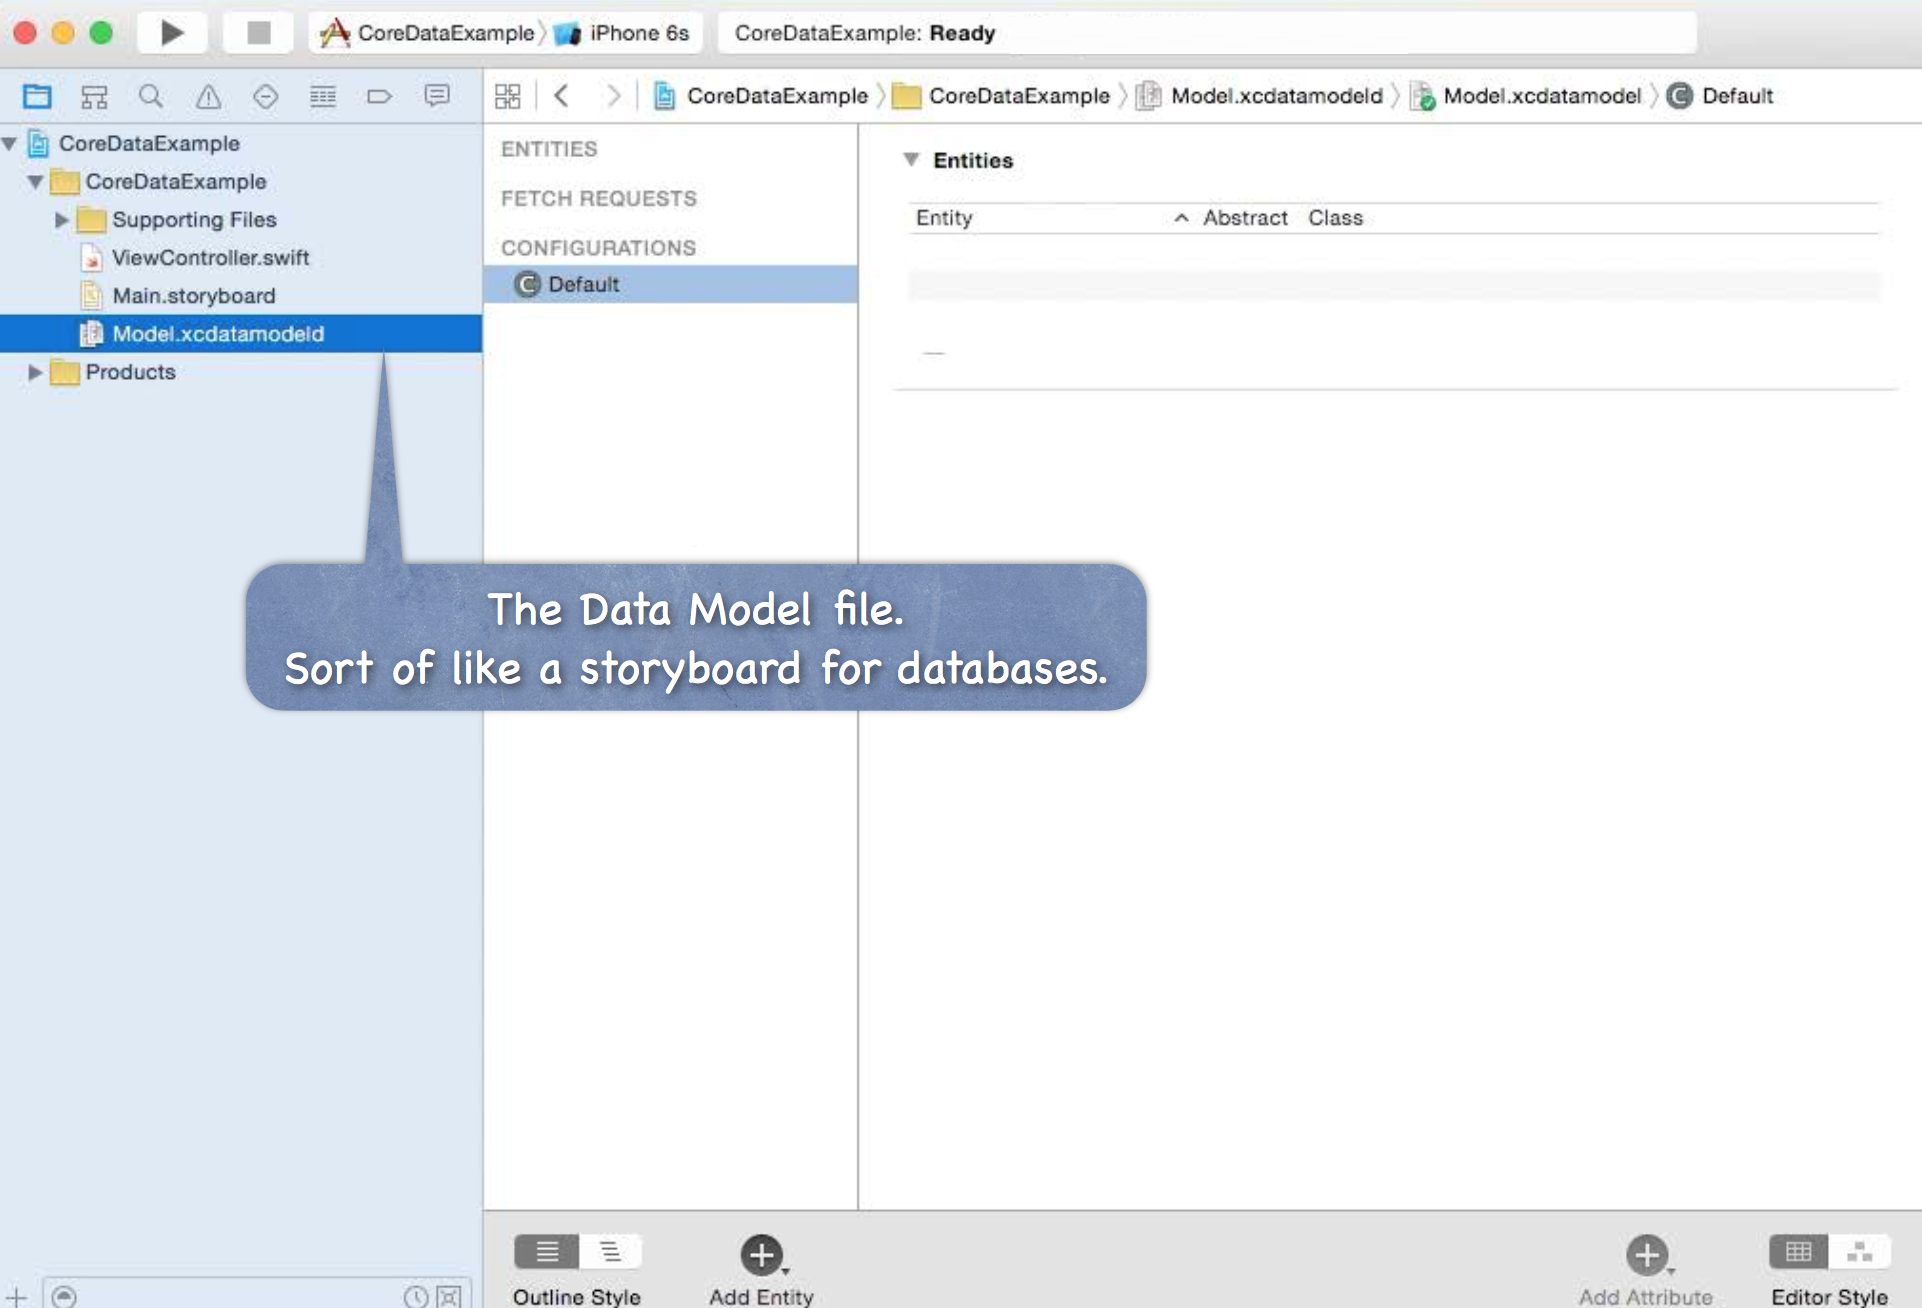 CoreDataExample
iPhone 6s
CoreDataExample: Ready
CoreDataExample
CoreDataExample
Model.xcdatamodeld
Model.xcdatamodel
Default
CoreDataExample
CoreDataExample
Supporting Files
ViewController.swift
Main.storyboard
Model.xcdatamodeld
Products
ENTITIES
FETCH REQUESTS
CONFIGURATIONS
Default
Entities
Entity Abstract Class
The Data Model file.
Sort of like a storyboard for databases.
Outline Style
Add Entity
Add Attribute
Editor Style